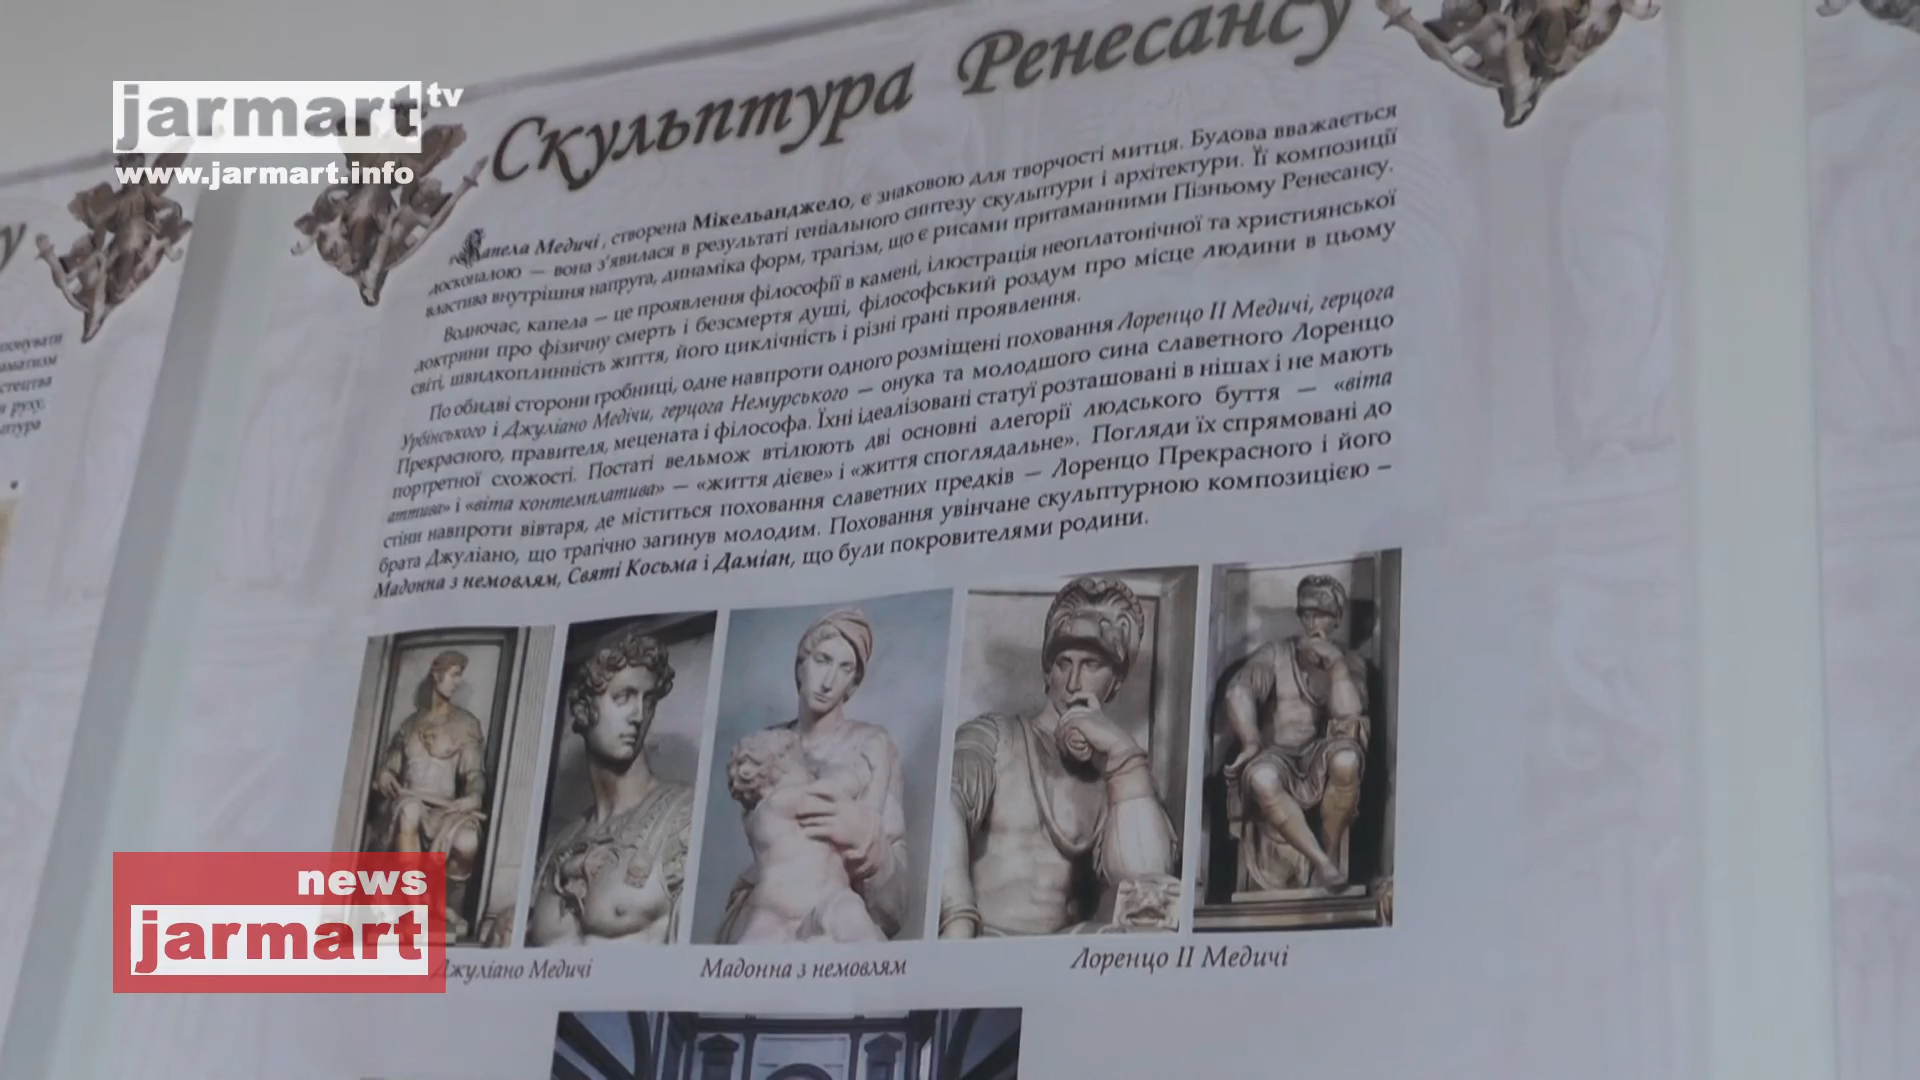 jarmart tv
www.jarmart.info
Скульптура Ренесансу
Капела Медичі, створена Мікельанджело, є знаковою для творчості митця. Будова вважається
досконалою — вона з'явилася в результаті геніального синтезу скульптури і архітектури. Її композиції
властива внутрішня напруга, динаміка форм, трагізм, що є рисами притаманними Пізньому Ренесансу.
Водночас, капела — це проявлення філософії в камені, ілюстрація неоплатонічної та християнської
доктрини про фізичну смерть і безсмертя душі, філософський роздум про місце людини в цьому
світі, швидкоплинність життя, його циклічність і різні грані проявлення.
По обидві сторони гробниці, одне навпроти одного розміщені поховання Лоренцо II Медичі, герцога
Урбінського і Джуліано Медічи, герцога Немурського — онука та молодшого сина славетного Лоренцо
Прекрасного, правителя, мецената і філософа. Їхні ідеалізовані статуї розташовані в нішах і не мають
портретної схожості. Постаті вельмож втілюють дві основні алегорії людського буття — «віта
аттива» і «віта контемплатива» — «життя дієве» і «життя споглядальне». Погляди їх спрямовані до
стіни навпроти вівтаря, де міститься поховання славетних предків — Лоренцо Прекрасного і його
брата Джуліано, що трагічно загинув молодим. Поховання увінчане скульптурною композицією –
Мадонна з немовлям, Святі Косьма і Даміан, що були покровителями родини.
понувати
аматизм
стецтва
и руху,
ьптура
у
Джуліано Медичі
Мадонна з немовлям
Лоренцо II Медичі
news
jarmart